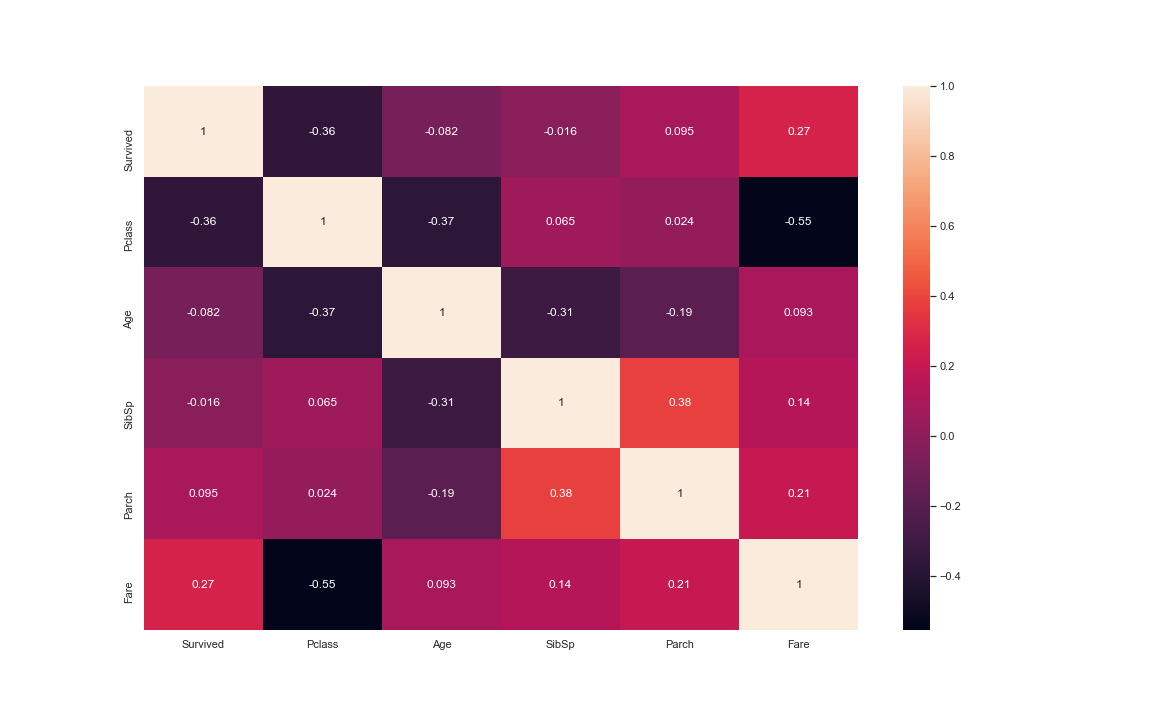 1.0
Survived 1 -0.36 -0.082 -0.016 0.095 0.27
0.8
Pclass -0.36 1 -0.37 0.065 0.024 -0.55
0.6
0.4
Age -0.082 -0.37 1 -0.31 -0.19 0.093
0.2
SibSp -0.016 0.065 -0.31 1 0.38 0.14
0.0
Parch 0.095 0.024 -0.19 0.38 1 0.21
−0.2
−0.4
Fare 0.27 -0.55 0.093 0.14 0.21 1
Survived Pclass Age SibSp Parch Fare